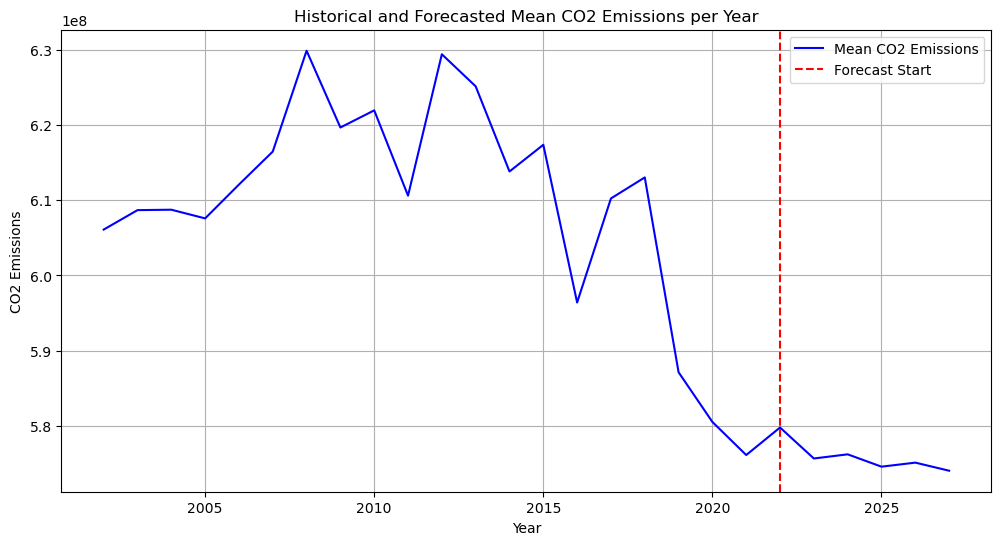 Historical and Forecasted Mean CO2 Emissions per Year
1e8
Mean CO2 Emissions
Forecast Start
6.3
6.2
6.1
6.0
5.9
5.8
CO2 Emissions
2005
2010
2015
2020
2025
Year